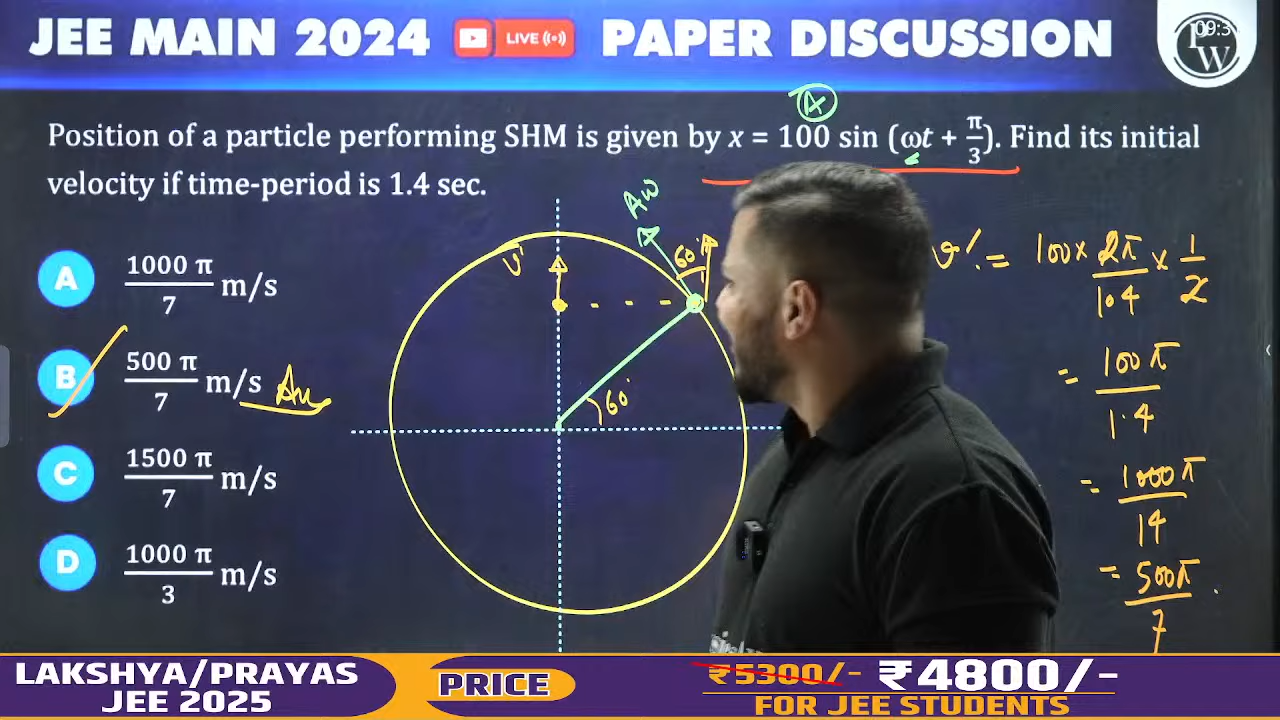 JEE MAIN 2024 LIVE PAPER DISCUSSION
09:3
PW
A
Position of a particle performing SHM is given by x = 100 sin (ωt + π/3). Find its initial
velocity if time-period is 1.4 sec.
A 1000 π/7 m/s
B 500 π/7 m/s Ans
C 1500 π/7 m/s
D 1000 π/3 m/s
Aω
60°
v'
60°
v' = 100 × 2π/1.4 × 1/2
= 100π/1.4
= 1000π/14
= 500π/7
LAKSHYA/PRAYAS
JEE 2025
PRICE
₹5300/- ₹4800/-
FOR JEE STUDENTS